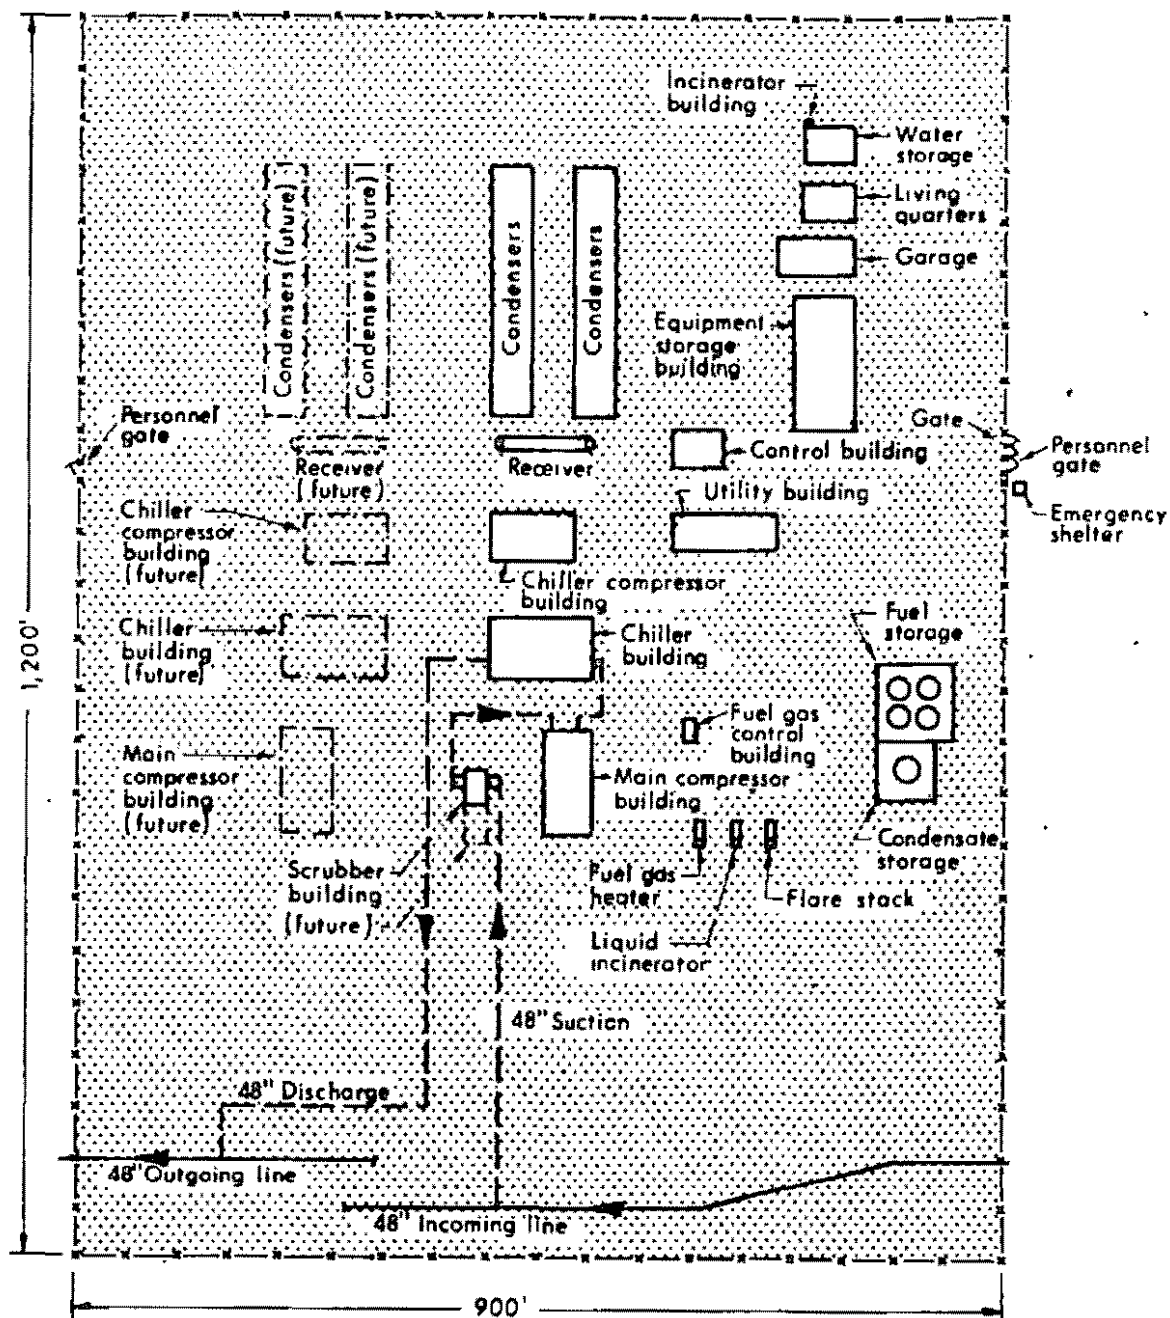 Incinerator
building
Water
storage
Living
quarters
Garage
Condensers (future)
Condensers (future)
Condensers
Condensers
Equipment
storage
building
Personnel
gate
Gate
Personnel
gate
Receiver
(future)
Receiver
Control building
Utility building
Emergency
shelter
Chiller
compressor
building
(future)
Chiller compressor
building
Fuel
storage
1,200'
Chiller
building
(future)
Chiller
building
Fuel gas
control
building
Main
compressor
building
(future)
Main compressor
building
Condensate
storage
Scrubber
building
(future)
Fuel gas
heater
Flare stack
Liquid
incinerator
48" Suction
48" Discharge
48" Outgoing line
48" Incoming line
900'